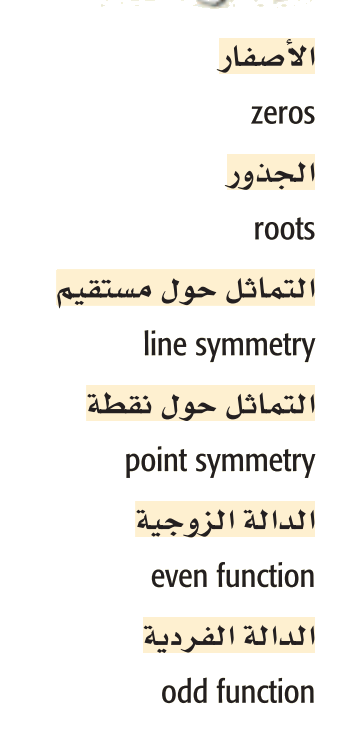 الأصفار
zeros
الجذور
roots
التماثل حول مستقيم
line symmetry
التماثل حول نقطة
point symmetry
الدالة الزوجية
even function
الدالة الفردية
odd function